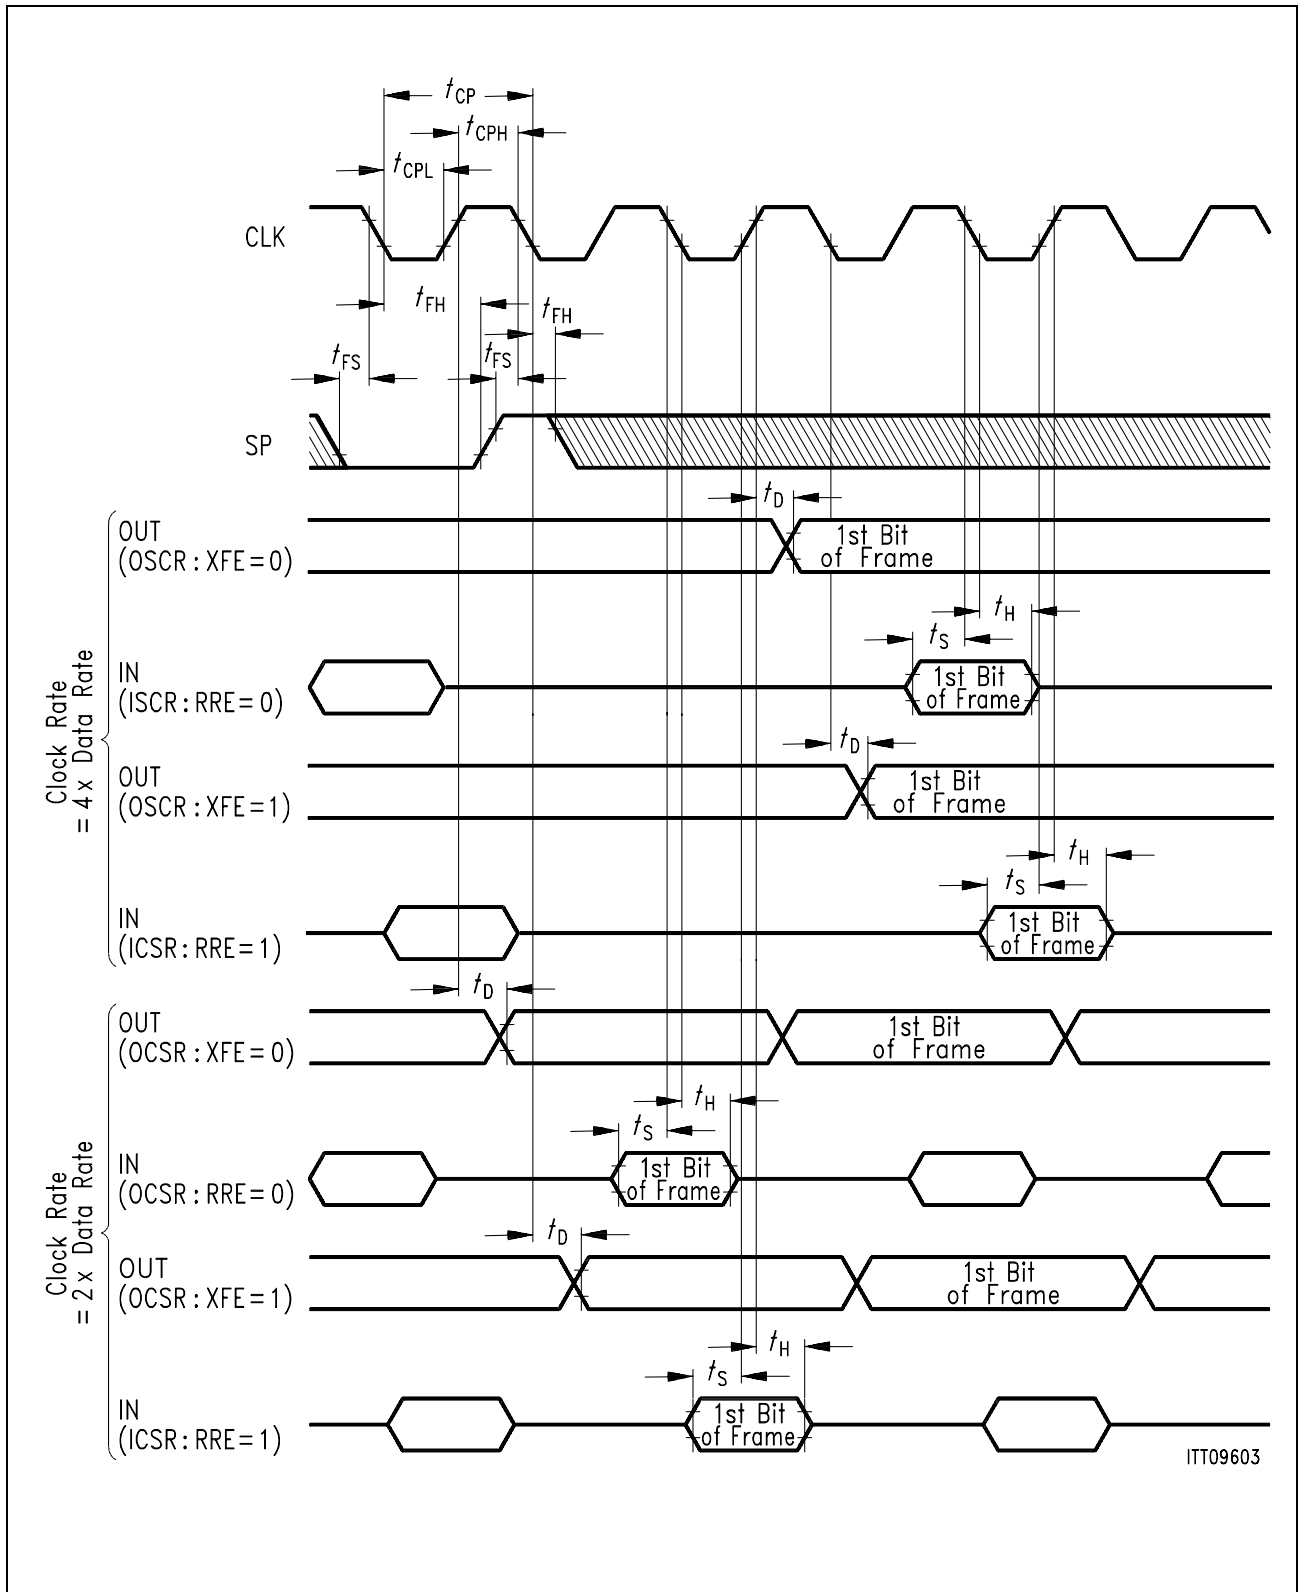 tCP
tCPH
tCPL
CLK
tFH
tFH
tFS
tFS
SP
tD
OUT
(OSCR:XFE=0)
1st Bit
of Frame
tH
tS
IN
(ISCR:RRE=0)
1st Bit
of Frame
Clock Rate
= 4x Data Rate
tD
OUT
(OSCR:XFE=1)
1st Bit
of Frame
tH
tS
IN
(ICSR:RRE=1)
1st Bit
of Frame
tD
OUT
(OCSR:XFE=0)
1st Bit
of Frame
tH
tS
IN
(OCSR:RRE=0)
1st Bit
of Frame
Clock Rate
= 2x Data Rate
tD
OUT
(OCSR:XFE=1)
1st Bit
of Frame
tH
tS
IN
(ICSR:RRE=1)
1st Bit
of Frame
ITT09603